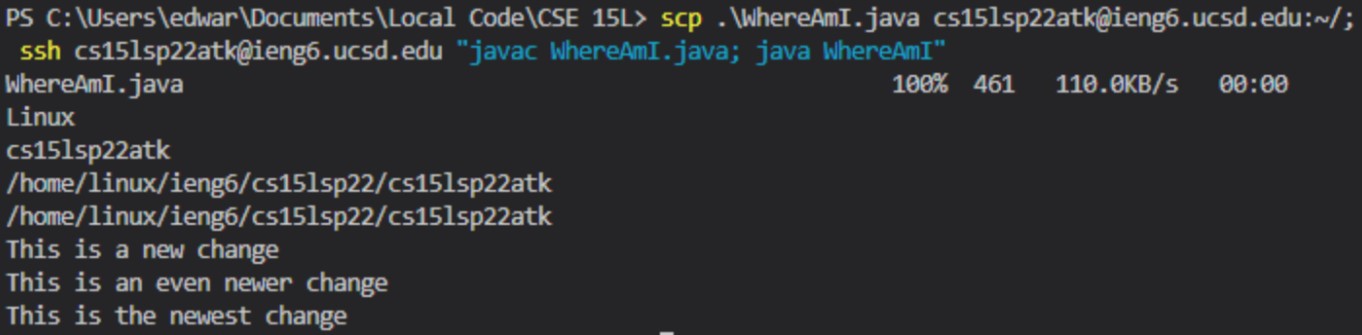 PS C:\Users\edwar\Documents\Local Code\CSE 15L> scp .\WhereAmI.java cs15lsp22atk@ieng6.ucsd.edu:~/;
ssh cs15lsp22atk@ieng6.ucsd.edu "javac WhereAmI.java; java WhereAmI"
WhereAmI.java 100% 461 110.0KB/s 00:00
Linux
cs15lsp22atk
/home/linux/ieng6/cs15lsp22/cs15lsp22atk
/home/linux/ieng6/cs15lsp22/cs15lsp22atk
This is a new change
This is an even newer change
This is the newest change